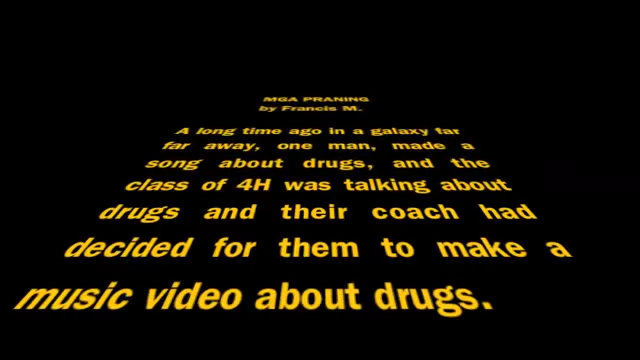 MGA PRANING
by Francis M.
A long time ago in a galaxy far
far away, one man, made a
song about drugs, and the
class of 4H was talking about
drugs and their coach had
decided for them to make a
music video about drugs.